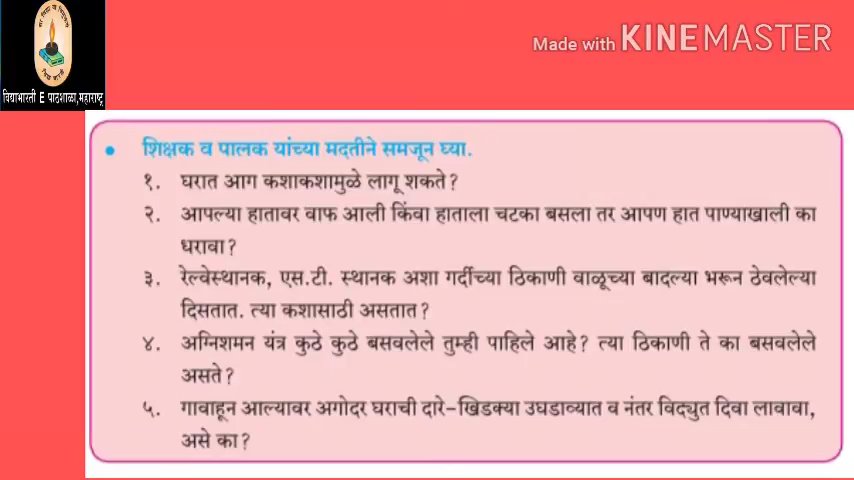 Made with KINEMASTER
विद्याभारती E पाठशाळा,महाराष्ट्र
• शिक्षक व पालक यांच्या मदतीने समजून घ्या.
१. घरात आग कशाकशामुळे लागू शकते?
२. आपल्या हातावर वाफ आली किंवा हाताला चटका बसला तर आपण हात पाण्याखाली का
धरावा?
३. रेल्वेस्थानक, एस.टी. स्थानक अशा गर्दीच्या ठिकाणी वाळूच्या बादल्या भरून ठेवलेल्या
दिसतात. त्या कशासाठी असतात?
४. अग्निशमन यंत्र कुठे कुठे बसवलेले तुम्ही पाहिले आहे? त्या ठिकाणी ते का बसवलेले
असते?
५. गावाहून आल्यावर अगोदर घराची दारे-खिडक्या उघडाव्यात व नंतर विद्युत दिवा लावावा,
असे का?